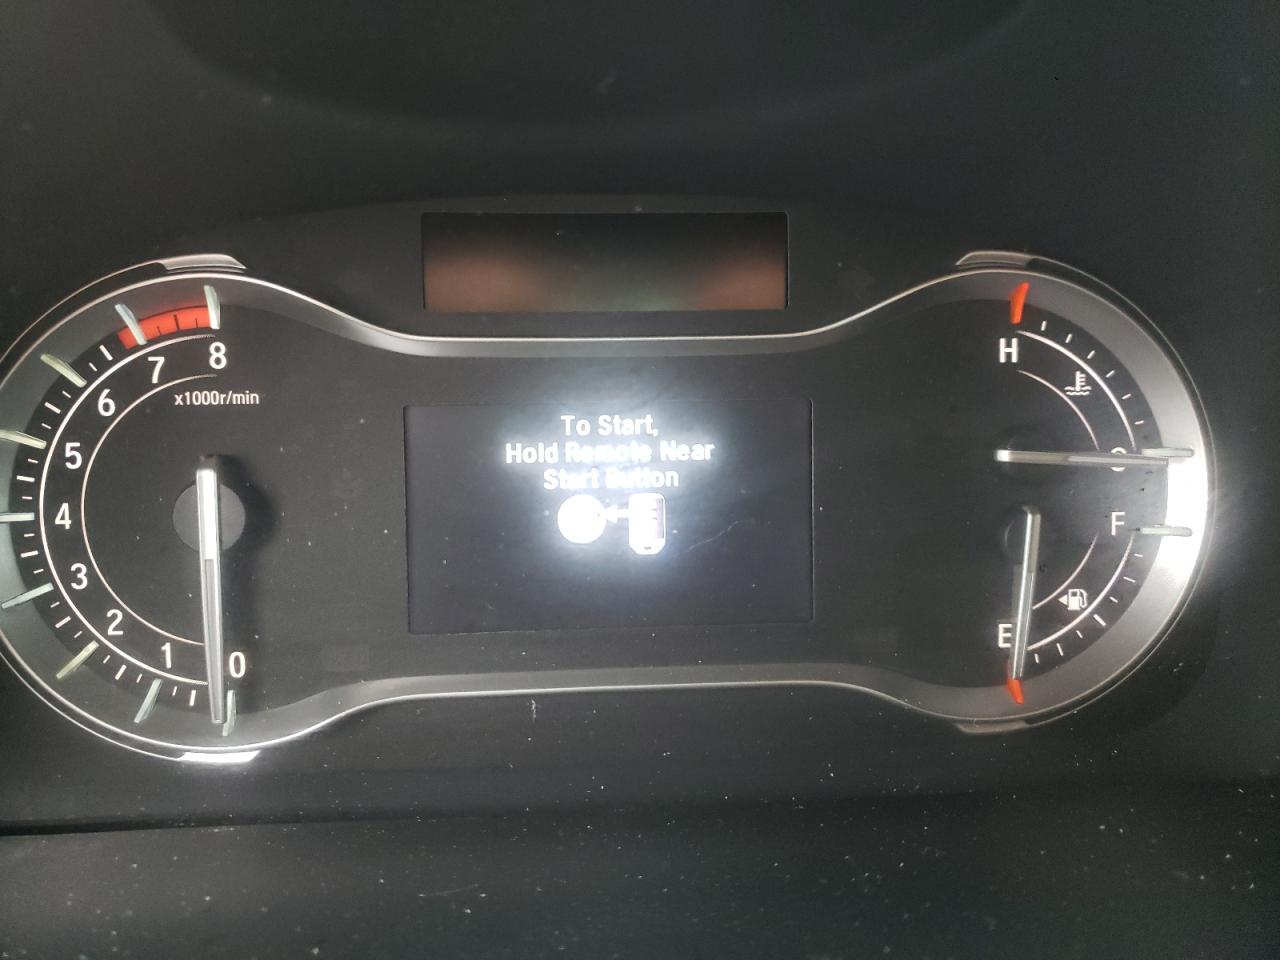 8
7
6
5
4
3
2
1
0
x1000r/min
To Start,
Hold Remote Near
Start Button
H
C
F
E